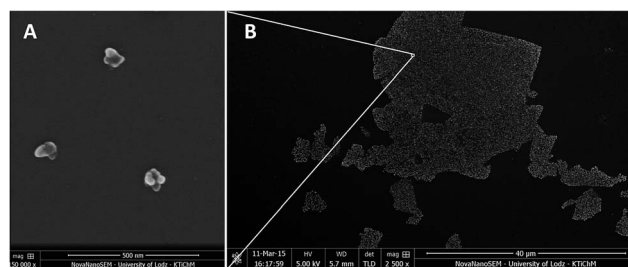 A
B
mag
50 000 x
500 nm
NovaNanoSEM - University of Lodz - KTiChM
11-Mar-15
16:17:59
HV
5.00 kV
WD
5.7 mm
det
TLD
mag
2 500 x
40 µm
NovaNanoSEM - University of Lodz - KTiChM